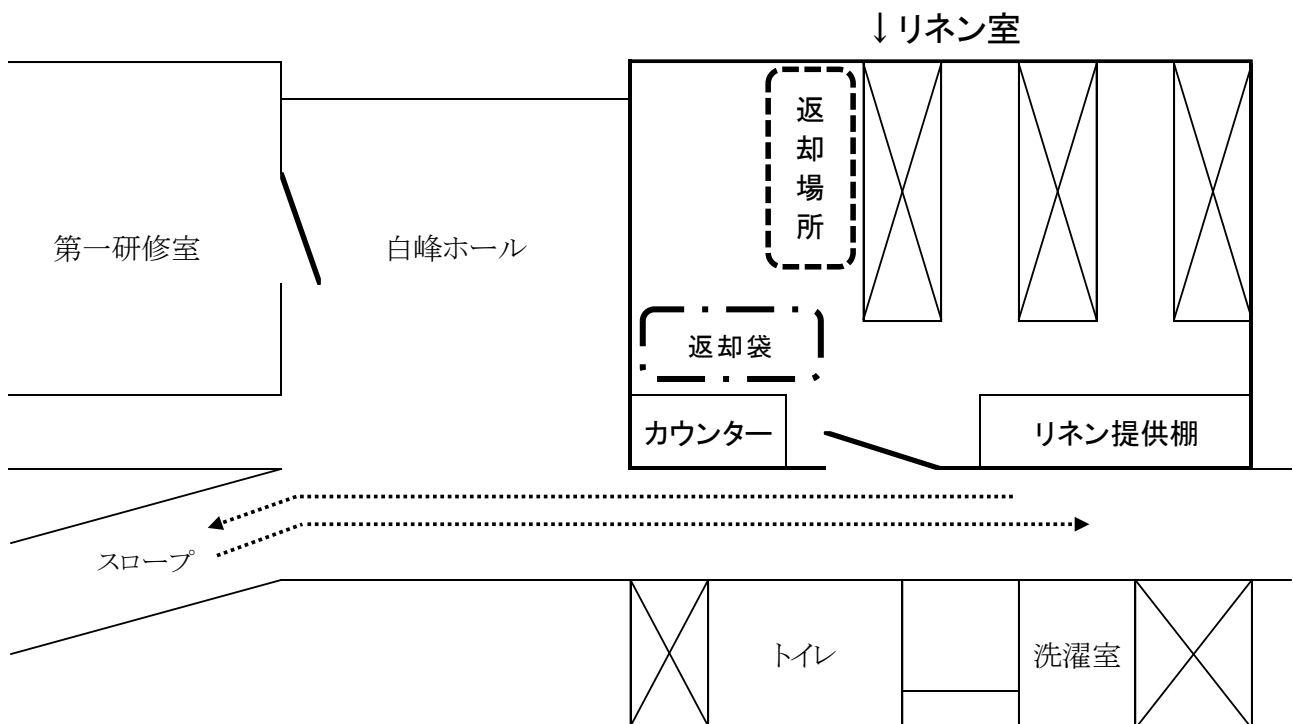 ↓リネン室
返却場所
第一研修室
白峰ホール
返却袋
カウンター
リネン提供棚
スロープ
トイレ
洗濯室